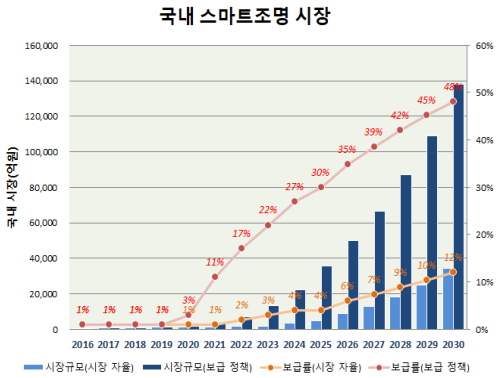 국내 스마트조명 시장
160,000
140,000
120,000
100,000
80,000
60,000
40,000
20,000
0
국내 시장(억원)
60%
50%
40%
30%
20%
10%
0%
1% 1% 1% 1% 3% 11% 17% 22% 27% 30% 35% 39% 42% 45% 48%
1% 1% 2% 3% 4% 4% 6% 7% 9% 10% 12%
2016 2017 2018 2019 2020 2021 2022 2023 2024 2025 2026 2027 2028 2029 2030
시장규모(시장 자율) 시장규모(보급 정책) 보급률(시장 자율) 보급률(보급 정책)